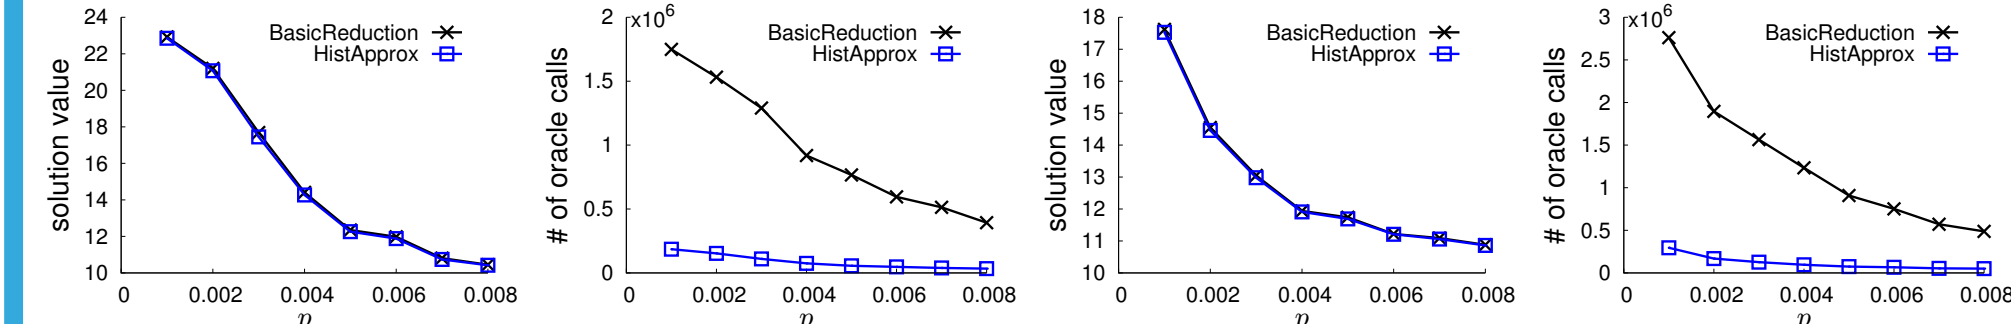 solution value
24
22
20
18
16
14
12
10
BasicReduction
HistApprox
0 0.002 0.004 0.006 0.008
p
# of oracle calls
x10⁶
2
1.5
1
0.5
0
BasicReduction
HistApprox
0 0.002 0.004 0.006 0.008
p
solution value
18
17
16
15
14
13
12
11
10
BasicReduction
HistApprox
0 0.002 0.004 0.006 0.008
p
# of oracle calls
x10⁶
3
2.5
2
1.5
1
0.5
0
BasicReduction
HistApprox
0 0.002 0.004 0.006 0.008
p